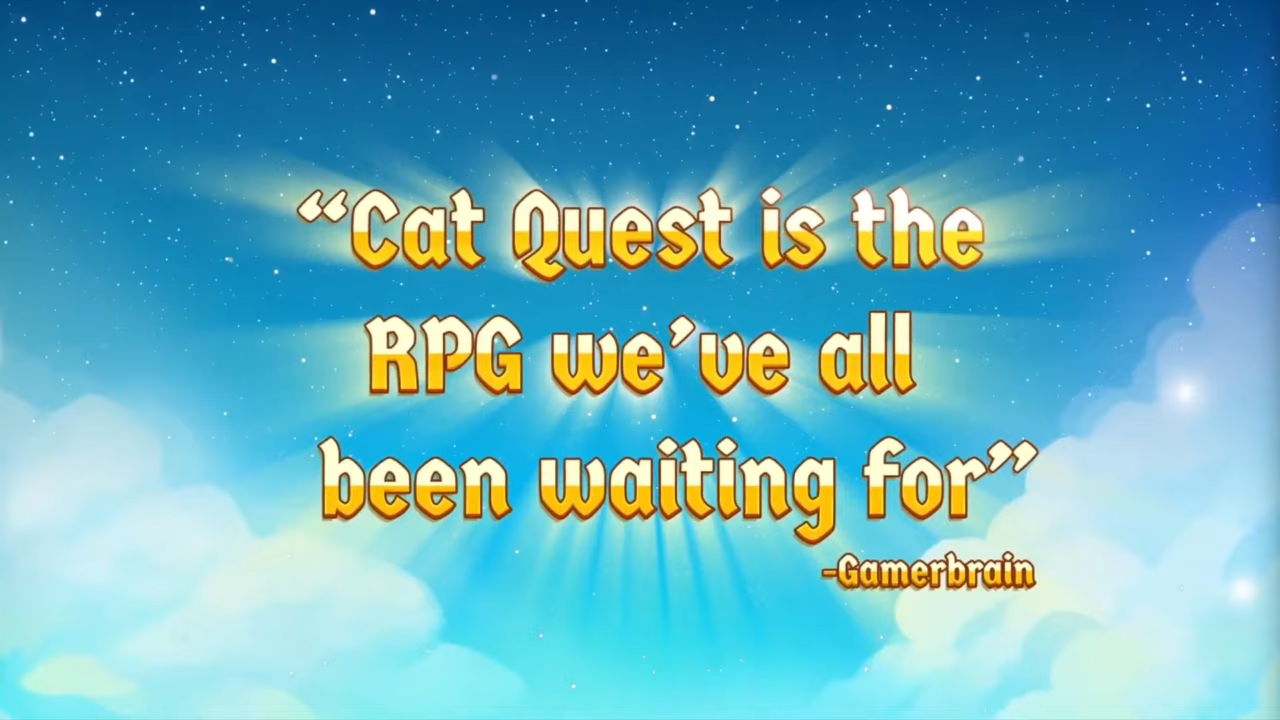 “Cat Quest is the
RPG we’ve all
been waiting for”
-Gamerbrain